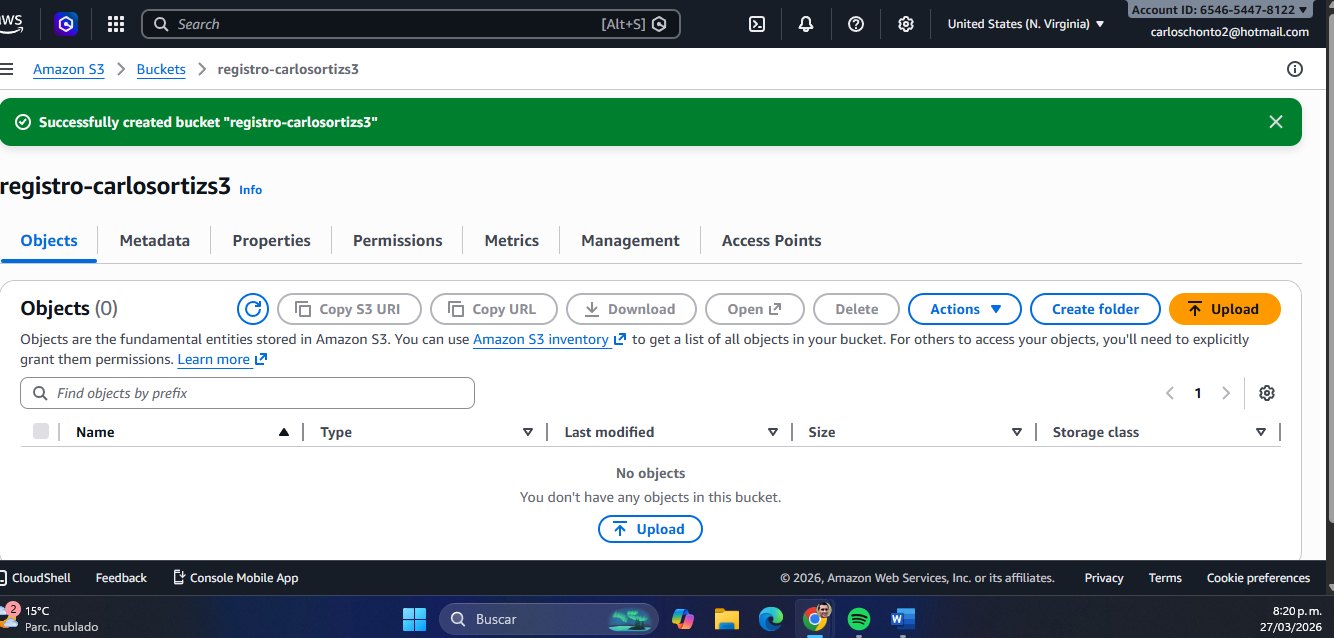 aws
Search [Alt+S]
United States (N. Virginia)
Account ID: 6546-5447-8122
carloschonto2@hotmail.com
Amazon S3 Buckets registro-carlosortizs3
Successfully created bucket "registro-carlosortizs3"
registro-carlosortizs3 Info
Objects Metadata Properties Permissions Metrics Management Access Points
Objects (0) Copy S3 URI Copy URL Download Open Delete Actions Create folder Upload
Objects are the fundamental entities stored in Amazon S3. You can use Amazon S3 inventory to get a list of all objects in your bucket. For others to access your objects, you'll need to explicitly
grant them permissions. Learn more
Find objects by prefix
1
Name Type Last modified Size Storage class
No objects
You don't have any objects in this bucket.
Upload
CloudShell Feedback Console Mobile App © 2026, Amazon Web Services, Inc. or its affiliates. Privacy Terms Cookie preferences
2
15°C
Parc. nublado
Buscar
W
8:20 p. m.
27/03/2026